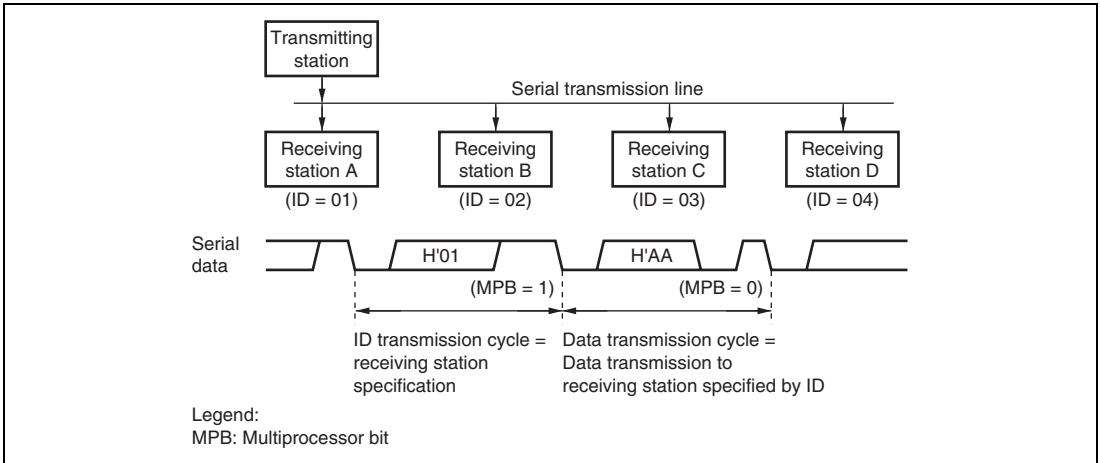 Transmitting
station
Serial transmission line
Receiving
station A
Receiving
station B
Receiving
station C
Receiving
station D
(ID = 01)
(ID = 02)
(ID = 03)
(ID = 04)
Serial
data
H'01
H'AA
(MPB = 1)
(MPB = 0)
ID transmission cycle =
receiving station
specification
Data transmission cycle =
Data transmission to
receiving station specified by ID
Legend:
MPB: Multiprocessor bit